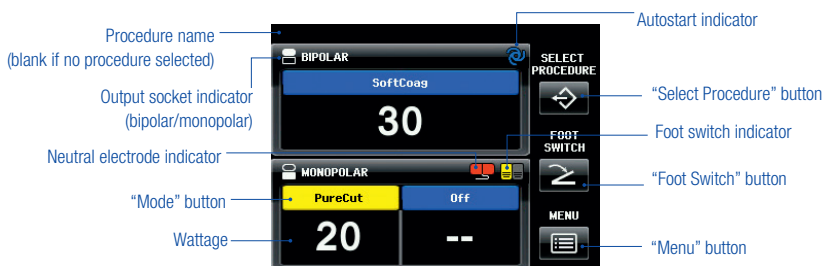 Procedure name
(blank if no procedure selected)
Output socket indicator
(bipolar/monopolar)
Neutral electrode indicator
“Mode” button
Wattage
BIPOLAR
SoftCoag
30
MONOPOLAR
PureCut
Off
20
--
SELECT
PROCEDURE
FOOT
SWITCH
MENU
Autostart indicator
“Select Procedure” button
Foot switch indicator
“Foot Switch” button
“Menu” button